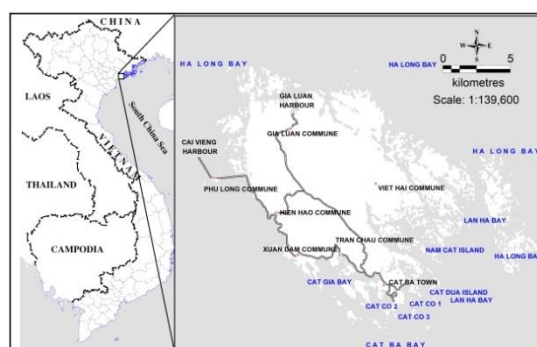 CHINA
LAOS
THAILAND
CAMPODIA
VIETNAM
South China Sea
HA LONG BAY
HA LONG BAY
N
W E
S
0 5
kilometres
Scale: 1:139,600
GIA LUAN
HARBOUR
GIA LUAN COMMUNE
CAI VIENG
HARBOUR
HA LONG BAY
PHU LONG COMMUNE
VIET HAI COMMUNE
HIEN HAO COMMUNE
LAN HA BAY
TRAN CHAU COMMUNE
XUAN DAM COMMUNE
NAM CAT ISLAND
HA LONG BAY
CAT GIA BAY
CAT BA TOWN
CAT DUA ISLAND
CAT CO 2
CAT CO 1
LAN HA BAY
CAT CO 3
CAT BA BAY